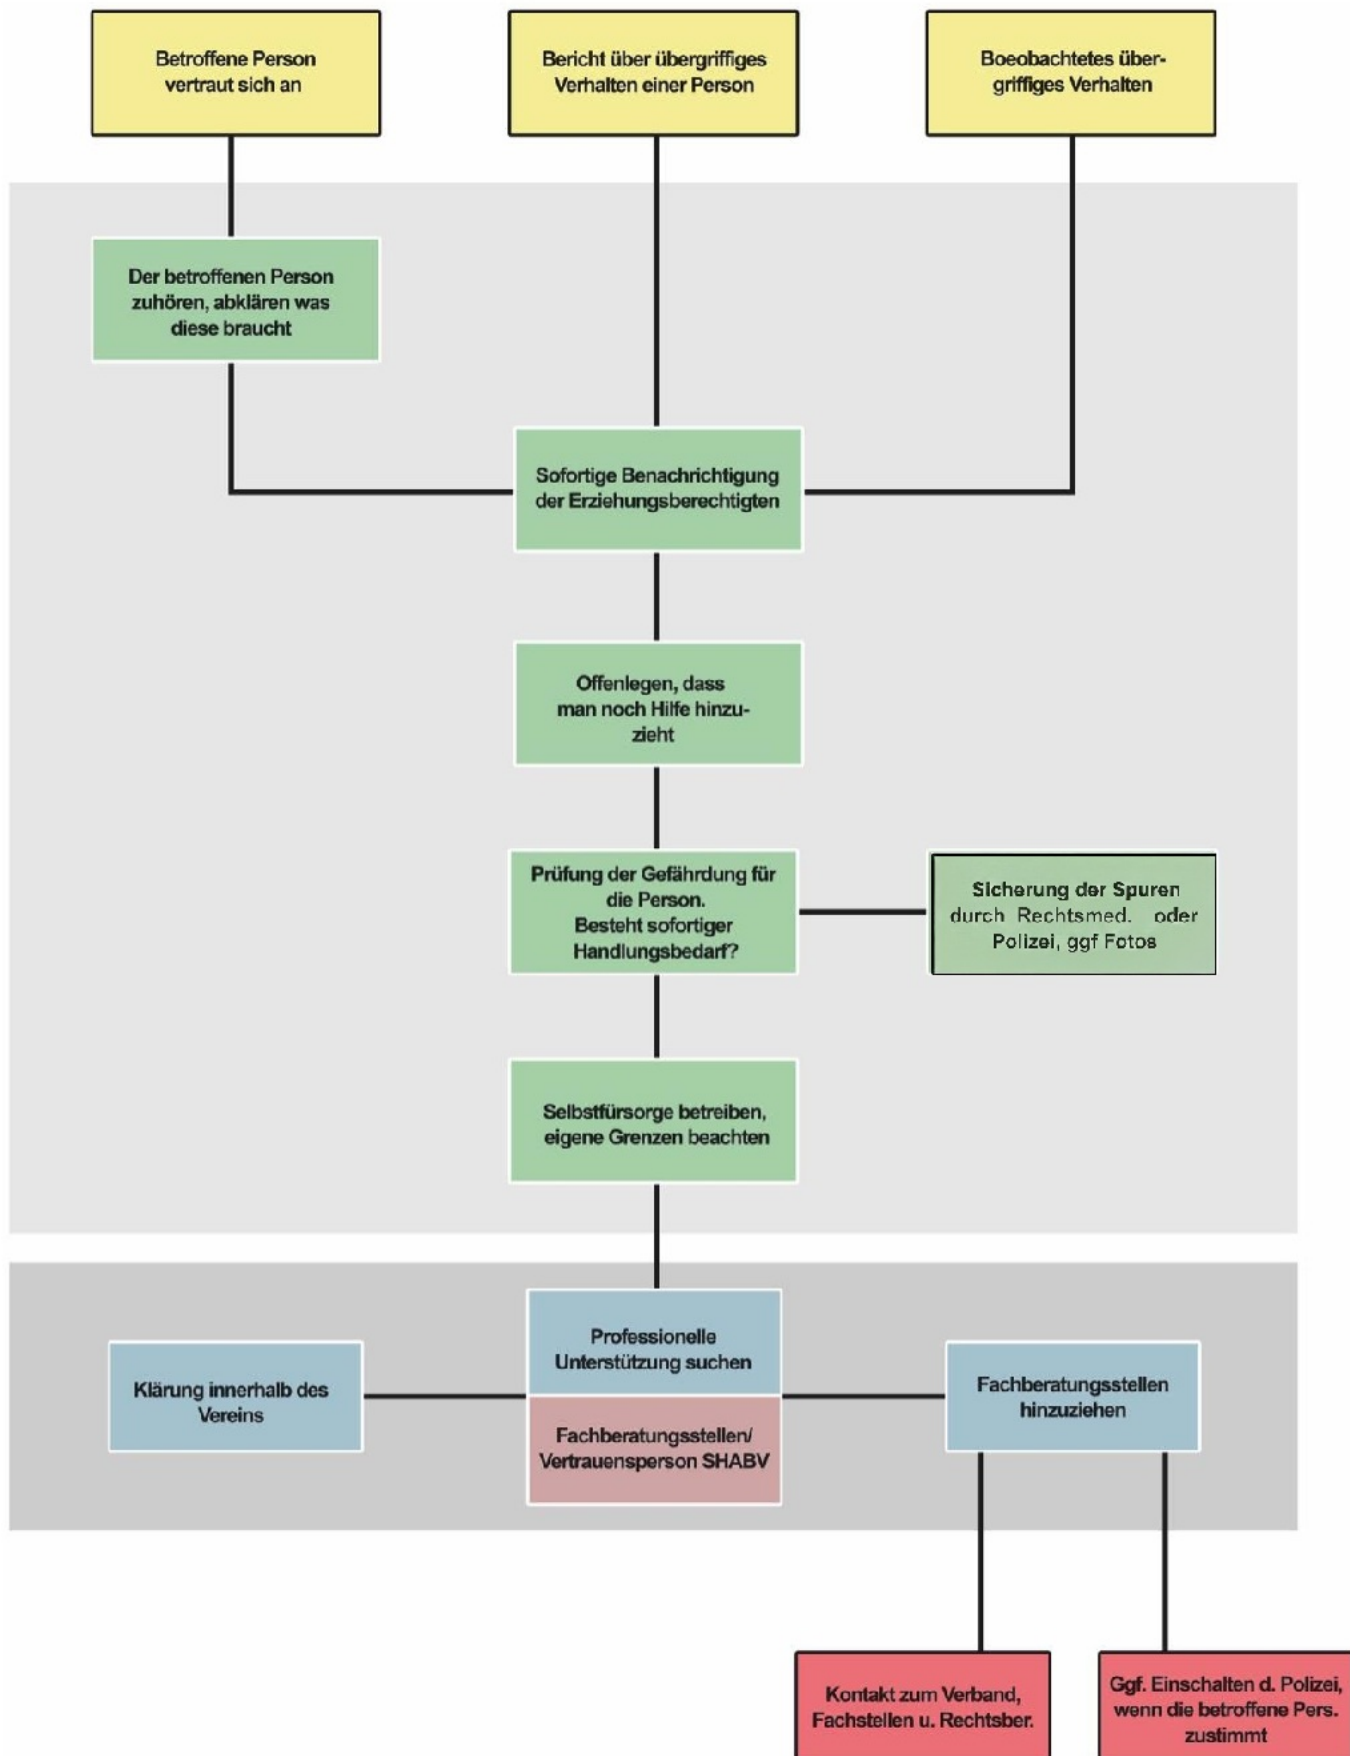 Betroffene Person
vertraut sich an
Bericht über übergriffiges
Verhalten einer Person
Boeobachtetes über-
griffiges Verhalten
Der betroffenen Person
zuhören, abklären was
diese braucht
Sofortige Benachrichtigung
der Erziehungsberechtigten
Offenlegen, dass
man noch Hilfe hinzu-
zieht
Prüfung der Gefährdung für
die Person.
Besteht sofortiger
Handlungsbedarf?
Sicherung der Spuren
durch Rechtsmed. oder
Polizei, ggf Fotos
Selbstfürsorge betreiben,
eigene Grenzen beachten
Professionelle
Unterstützung suchen
Klärung innerhalb des
Vereins
Fachberatungsstellen
hinzuziehen
Fachberatungsstellen/
Vertrauensperson SHABV
Kontakt zum Verband,
Fachstellen u. Rechtsber.
Ggf. Einschalten d. Polizei,
wenn die betroffene Pers.
zustimmt